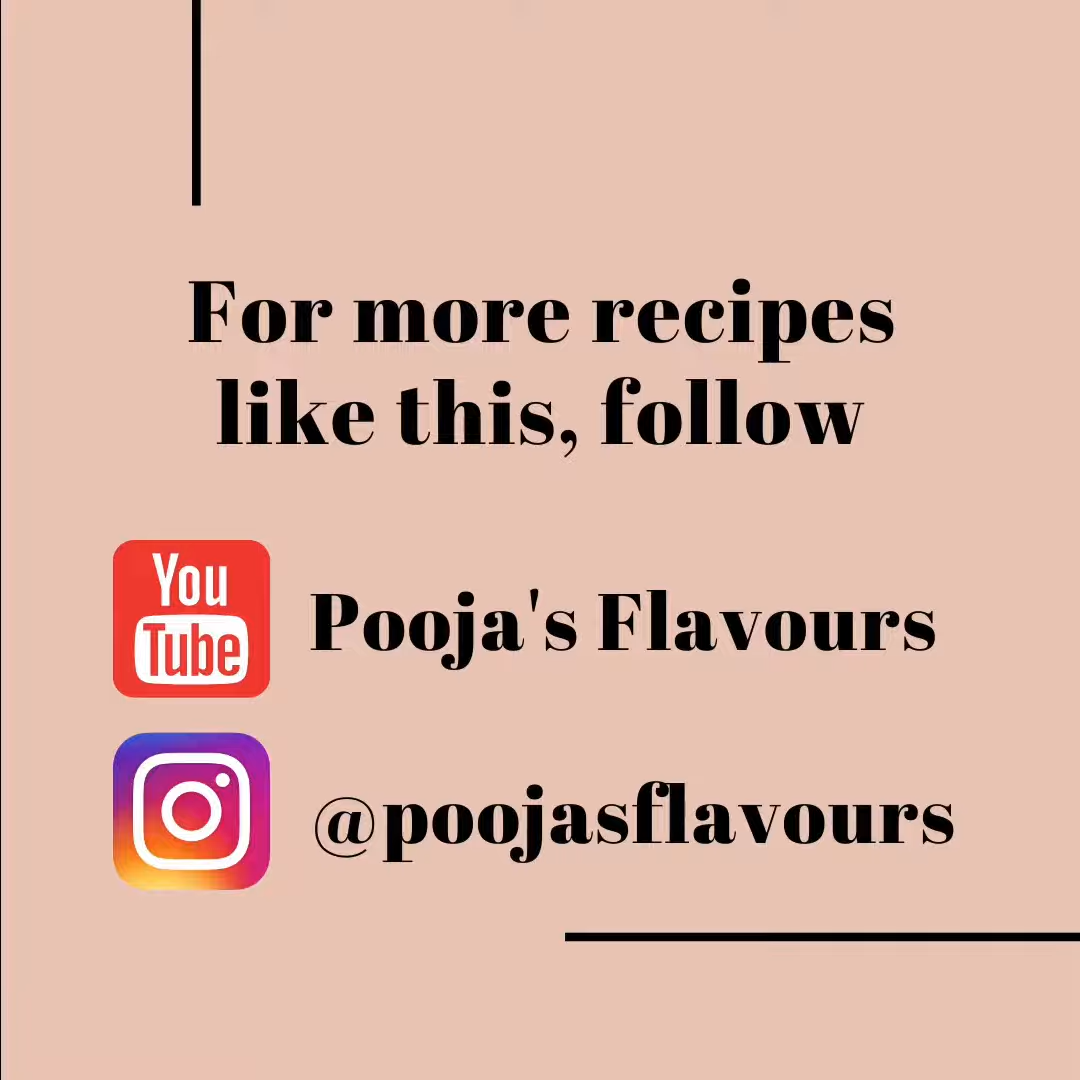 For more recipes
like this, follow
You
Tube
Pooja's Flavours
@poojasflavours